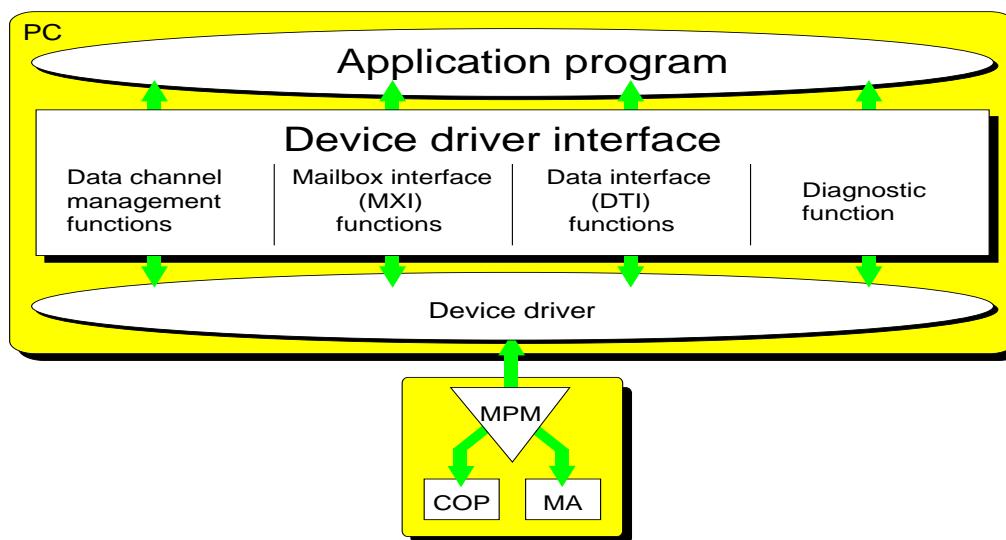 PC
Application program
Device driver interface
Data channel
management
functions
Mailbox interface
(MXI)
functions
Data interface
(DTI)
functions
Diagnostic
function
Device driver
MPM
COP
MA